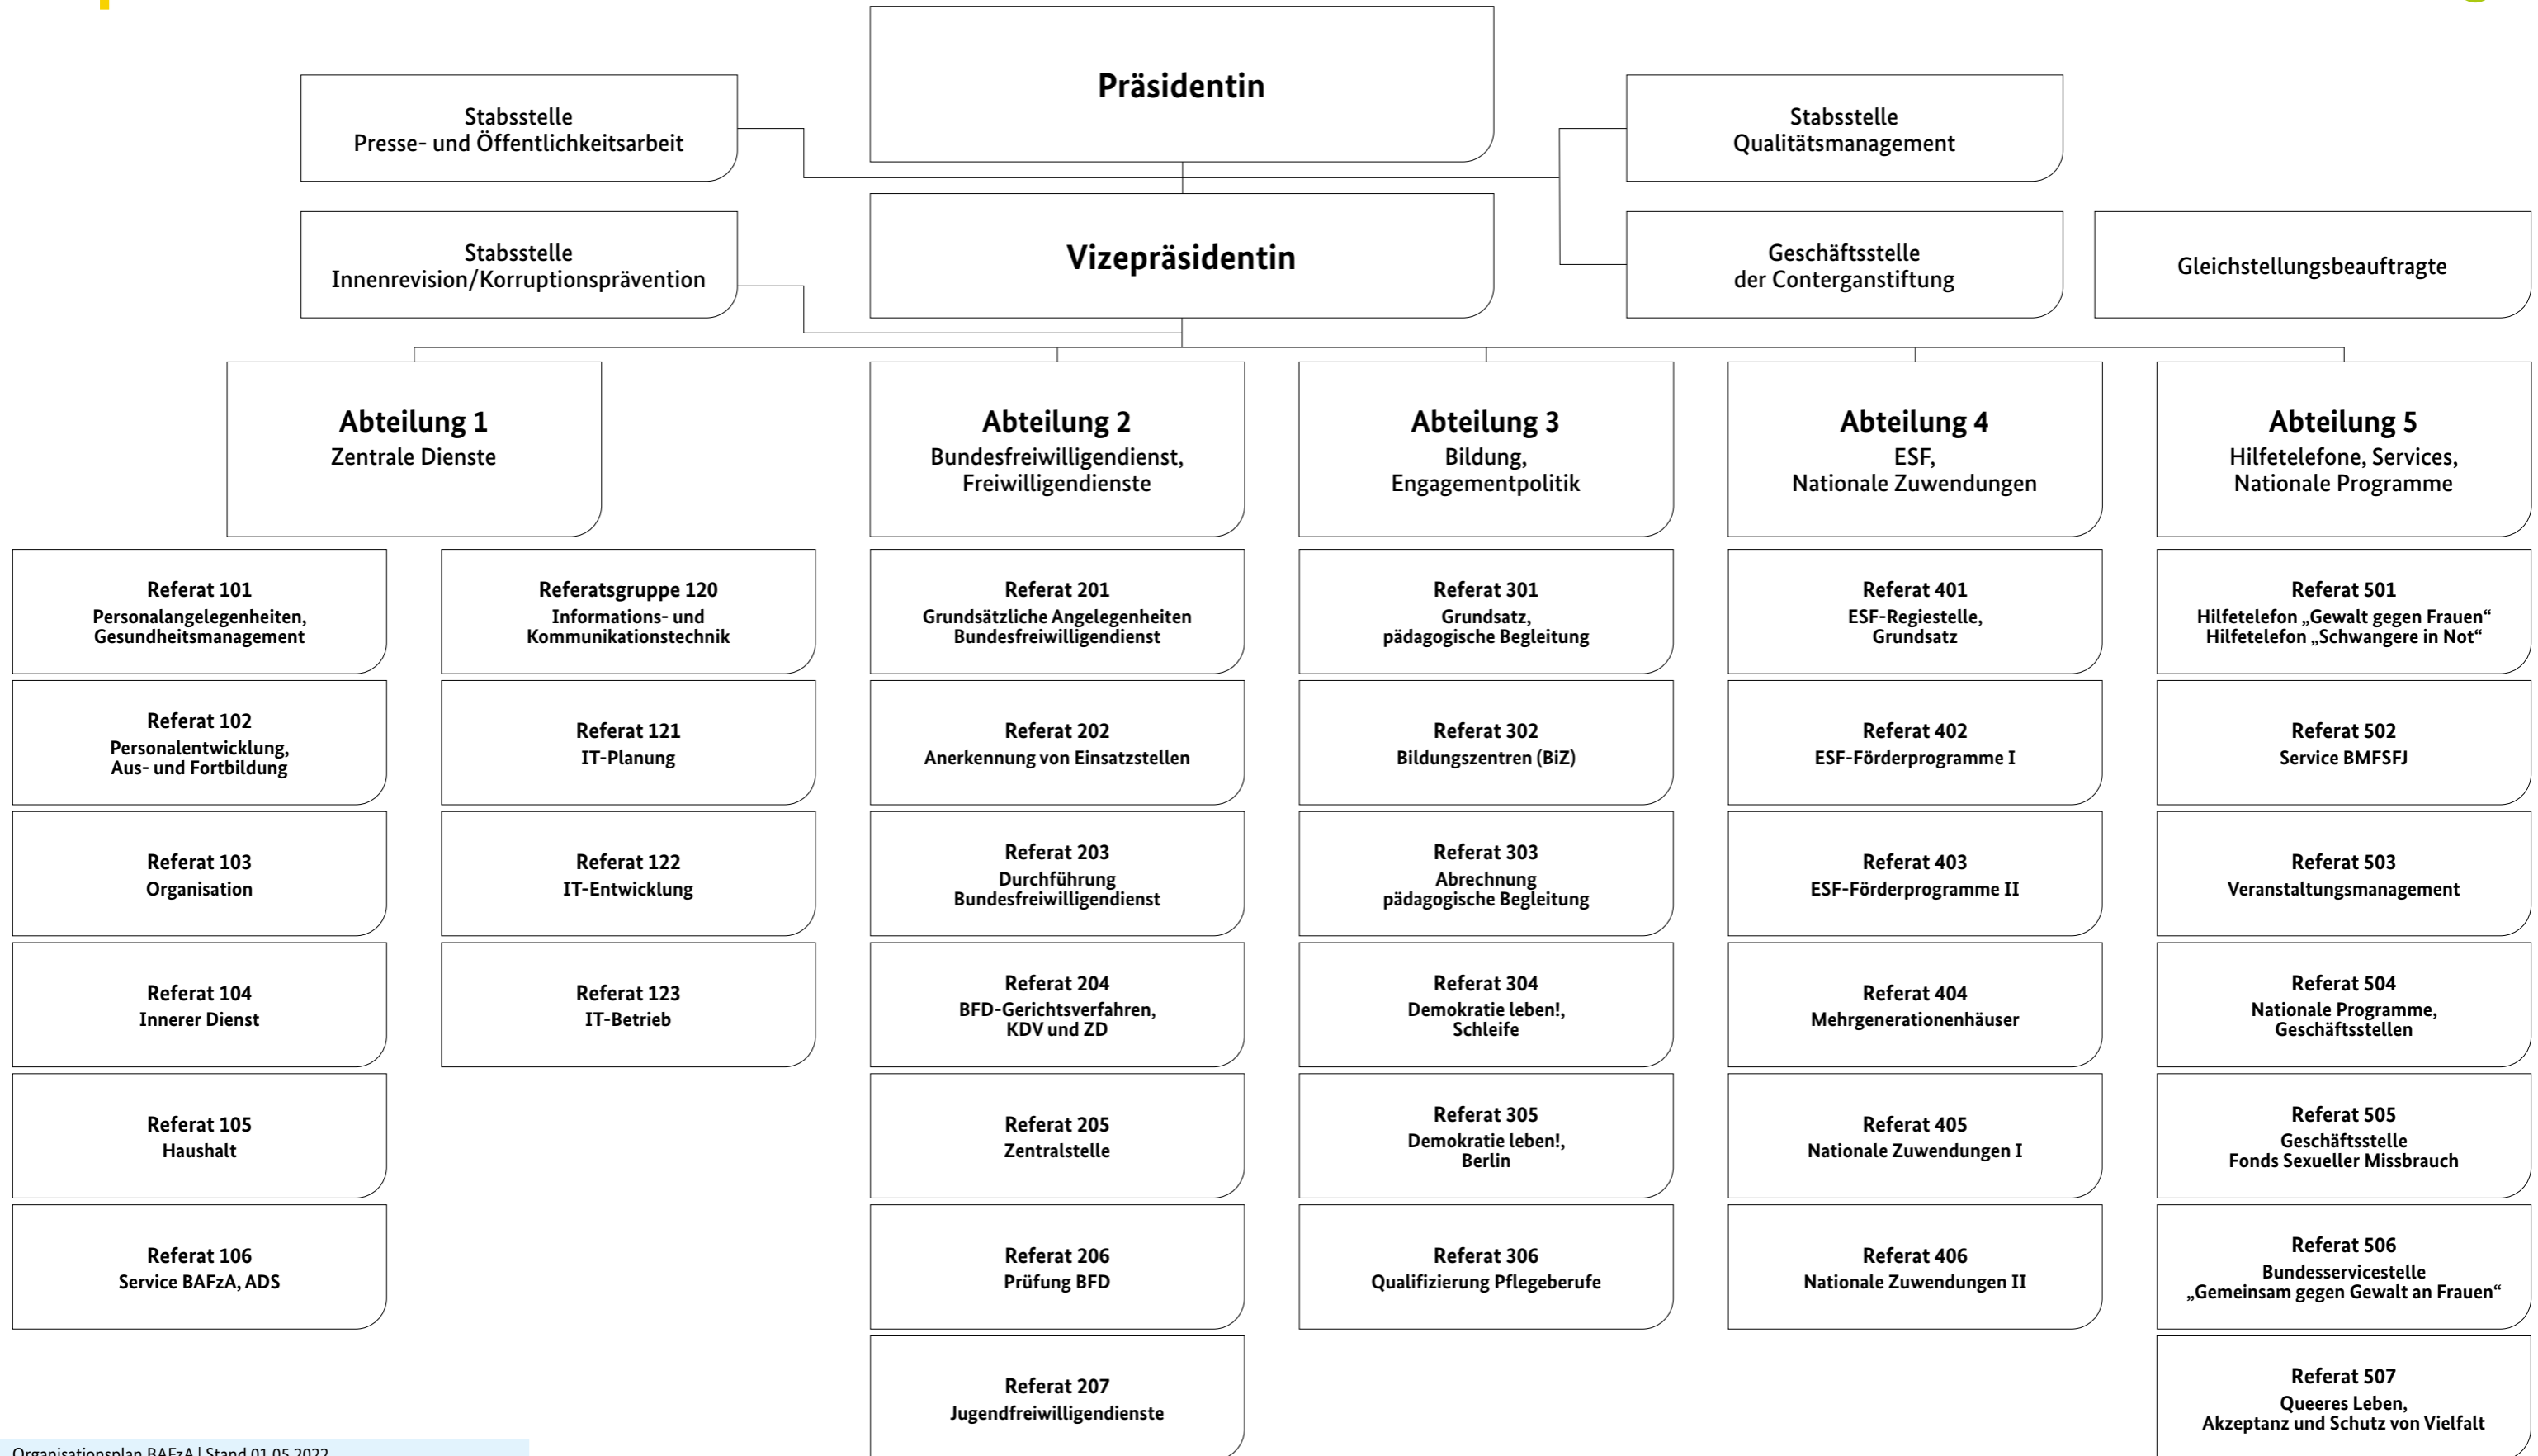 Präsidentin
Stabsstelle
Presse- und Öffentlichkeitsarbeit
Stabsstelle
Qualitätsmanagement
Vizepräsidentin
Stabsstelle
Innenrevision/Korruptionsprävention
Geschäftsstelle
der Conterganstiftung
Gleichstellungsbeauftragte
Abteilung 1
Zentrale Dienste
Abteilung 2
Bundesfreiwilligendienst,
Freiwilligendienste
Abteilung 3
Bildung,
Engagementpolitik
Abteilung 4
ESF,
Nationale Zuwendungen
Abteilung 5
Hilfetelefone, Services,
Nationale Programme
Referat 101
Personalangelegenheiten,
Gesundheitsmanagement
Referat 102
Personalentwicklung,
Aus- und Fortbildung
Referat 103
Organisation
Referat 104
Innerer Dienst
Referat 105
Haushalt
Referat 106
Service BAFzA, ADS
Referatsgruppe 120
Informations- und
Kommunikationstechnik
Referat 121
IT-Planung
Referat 122
IT-Entwicklung
Referat 123
IT-Betrieb
Referat 201
Grundsätzliche Angelegenheiten
Bundesfreiwilligendienst
Referat 202
Anerkennung von Einsatzstellen
Referat 203
Durchführung
Bundesfreiwilligendienst
Referat 204
BFD-Gerichtsverfahren,
KDV und ZD
Referat 205
Zentralstelle
Referat 206
Prüfung BFD
Referat 207
Jugendfreiwilligendienste
Referat 301
Grundsatz,
pädagogische Begleitung
Referat 302
Bildungszentren (BiZ)
Referat 303
Abrechnung
pädagogische Begleitung
Referat 304
Demokratie leben!,
Schleife
Referat 305
Demokratie leben!,
Berlin
Referat 306
Qualifizierung Pflegeberufe
Referat 401
ESF-Regiestelle,
Grundsatz
Referat 402
ESF-Förderprogramme I
Referat 403
ESF-Förderprogramme II
Referat 404
Mehrgenerationenhäuser
Referat 405
Nationale Zuwendungen I
Referat 406
Nationale Zuwendungen II
Referat 501
Hilfetelefon „Gewalt gegen Frauen“
Hilfetelefon „Schwangere in Not“
Referat 502
Service BMFSFJ
Referat 503
Veranstaltungsmanagement
Referat 504
Nationale Programme,
Geschäftsstellen
Referat 505
Geschäftsstelle
Fonds Sexueller Missbrauch
Referat 506
Bundesservicestelle
„Gemeinsam gegen Gewalt an Frauen“
Referat 507
Queeres Leben,
Akzeptanz und Schutz von Vielfalt
Organisationsplan BAFzA | Stand 01.05.2022